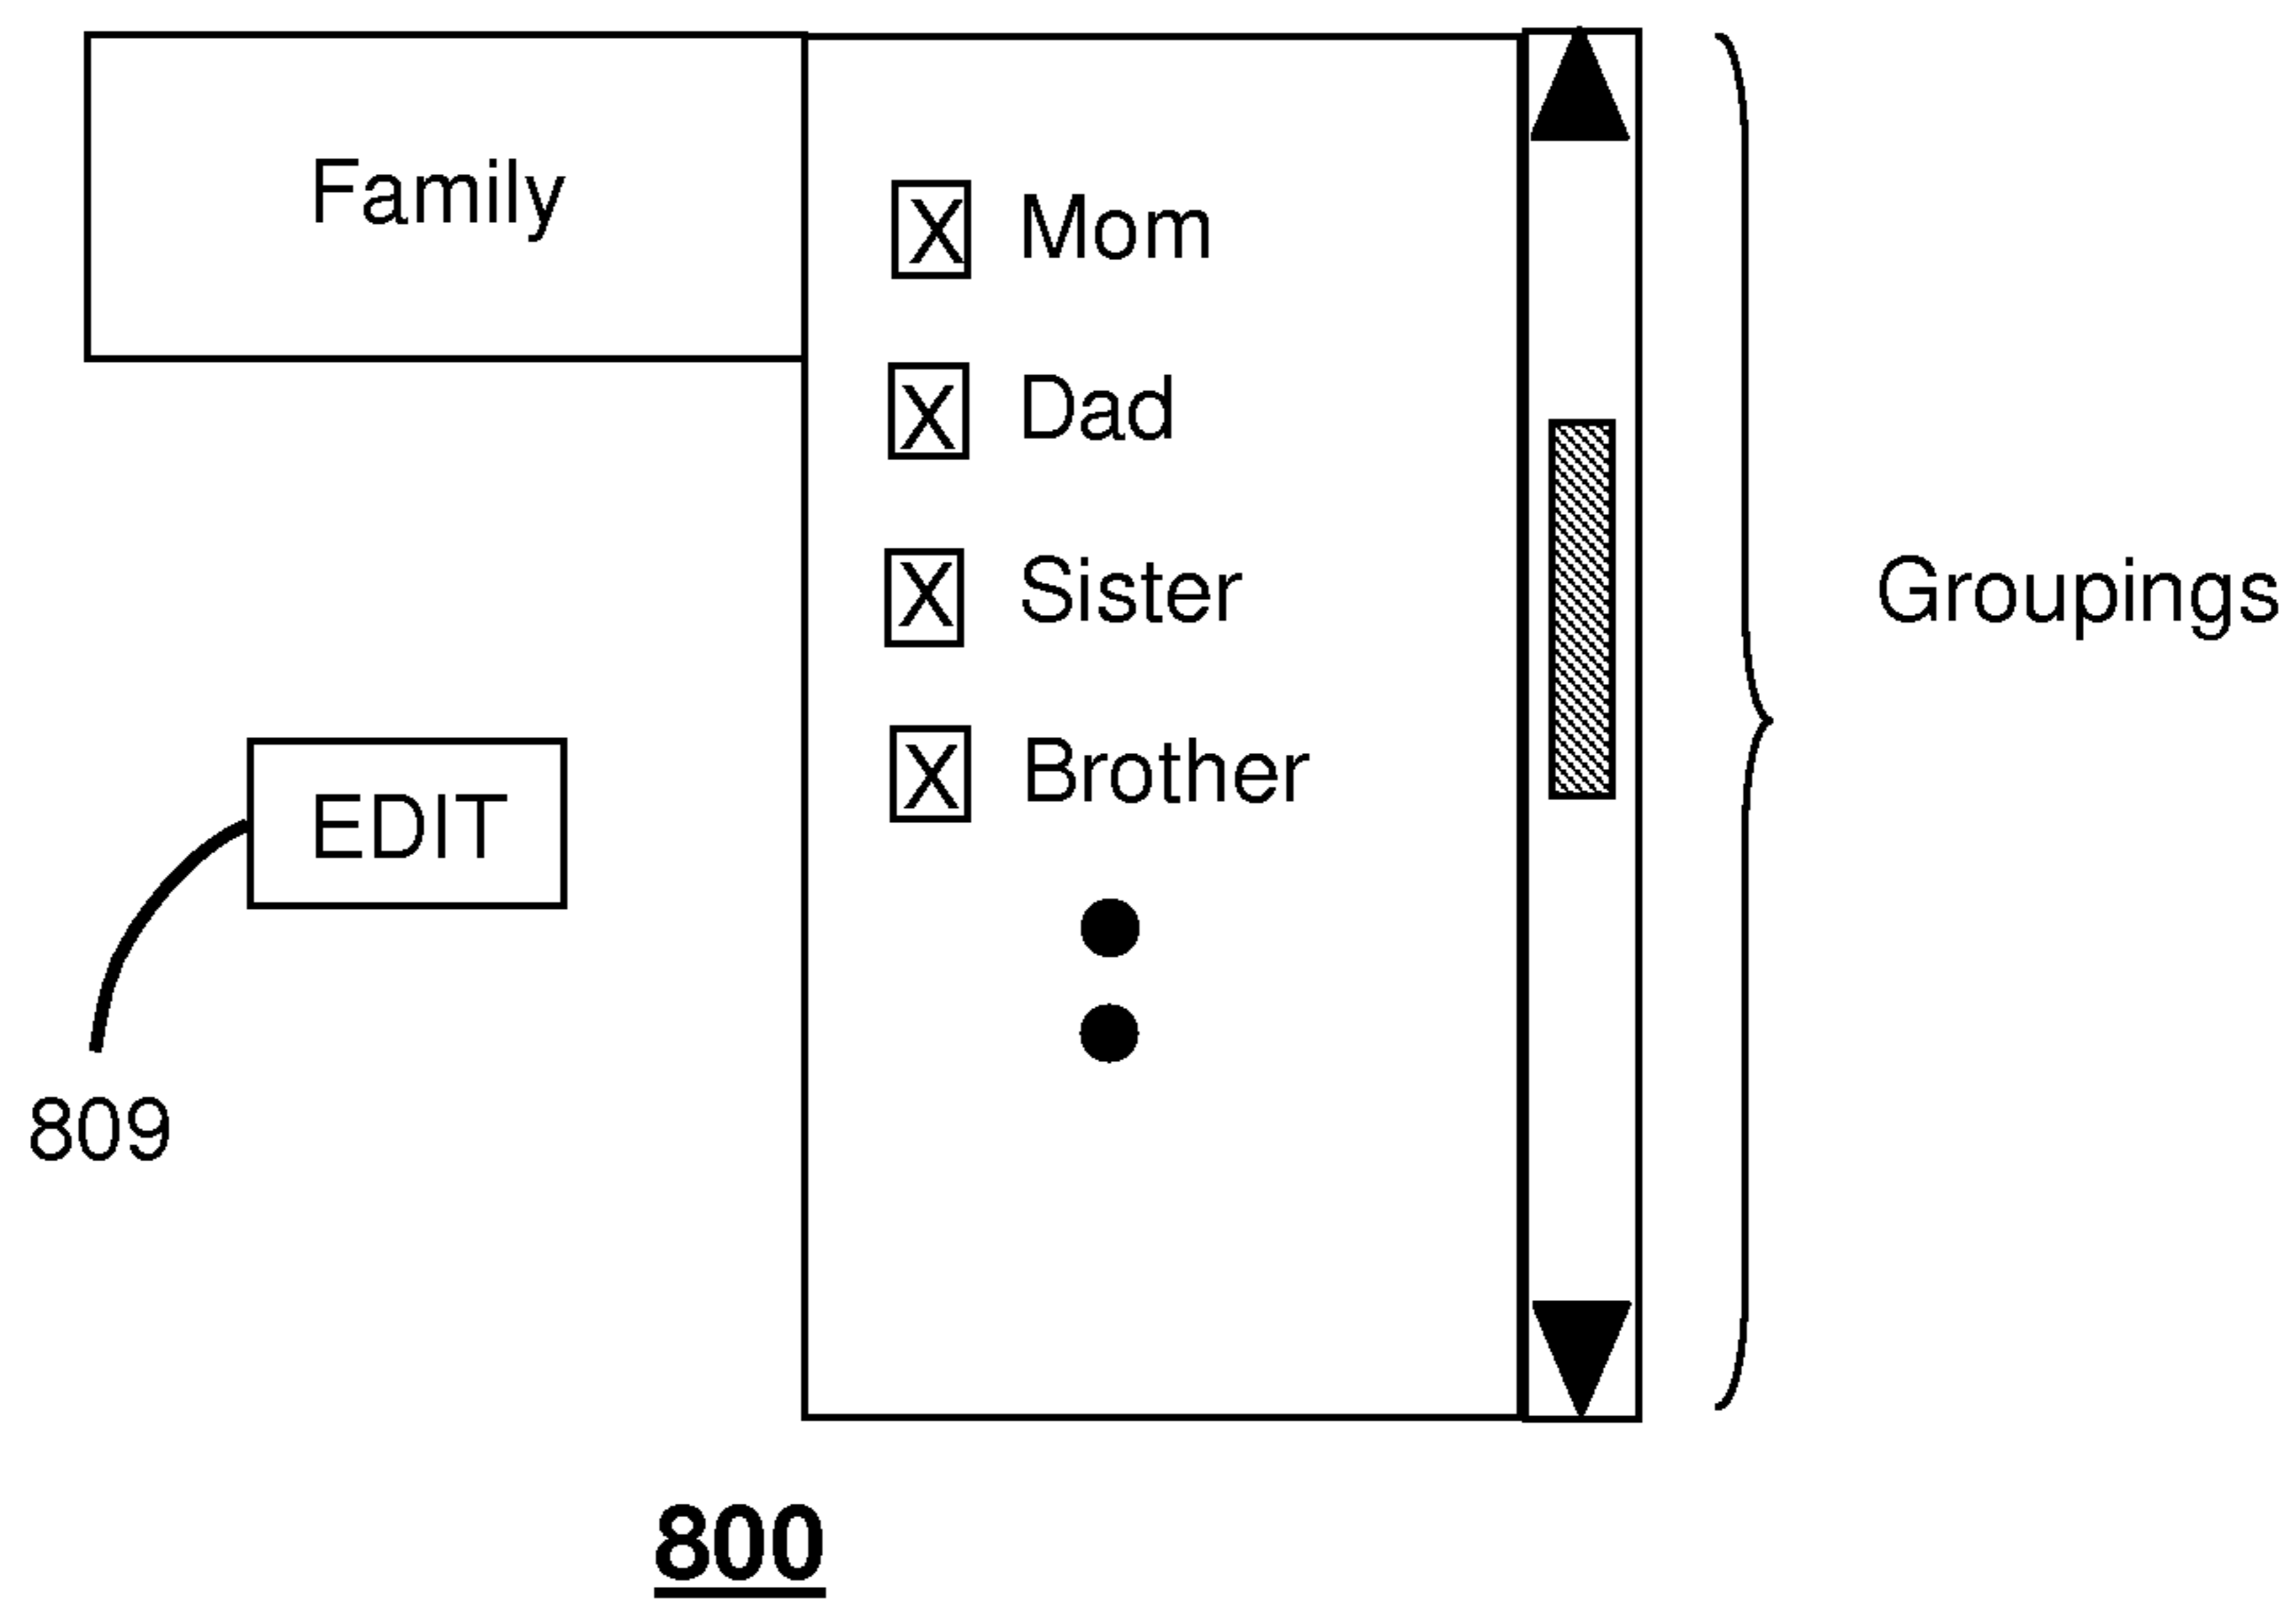 Family
X Mom
X Dad
X Sister
X Brother
Groupings
EDIT
809
800